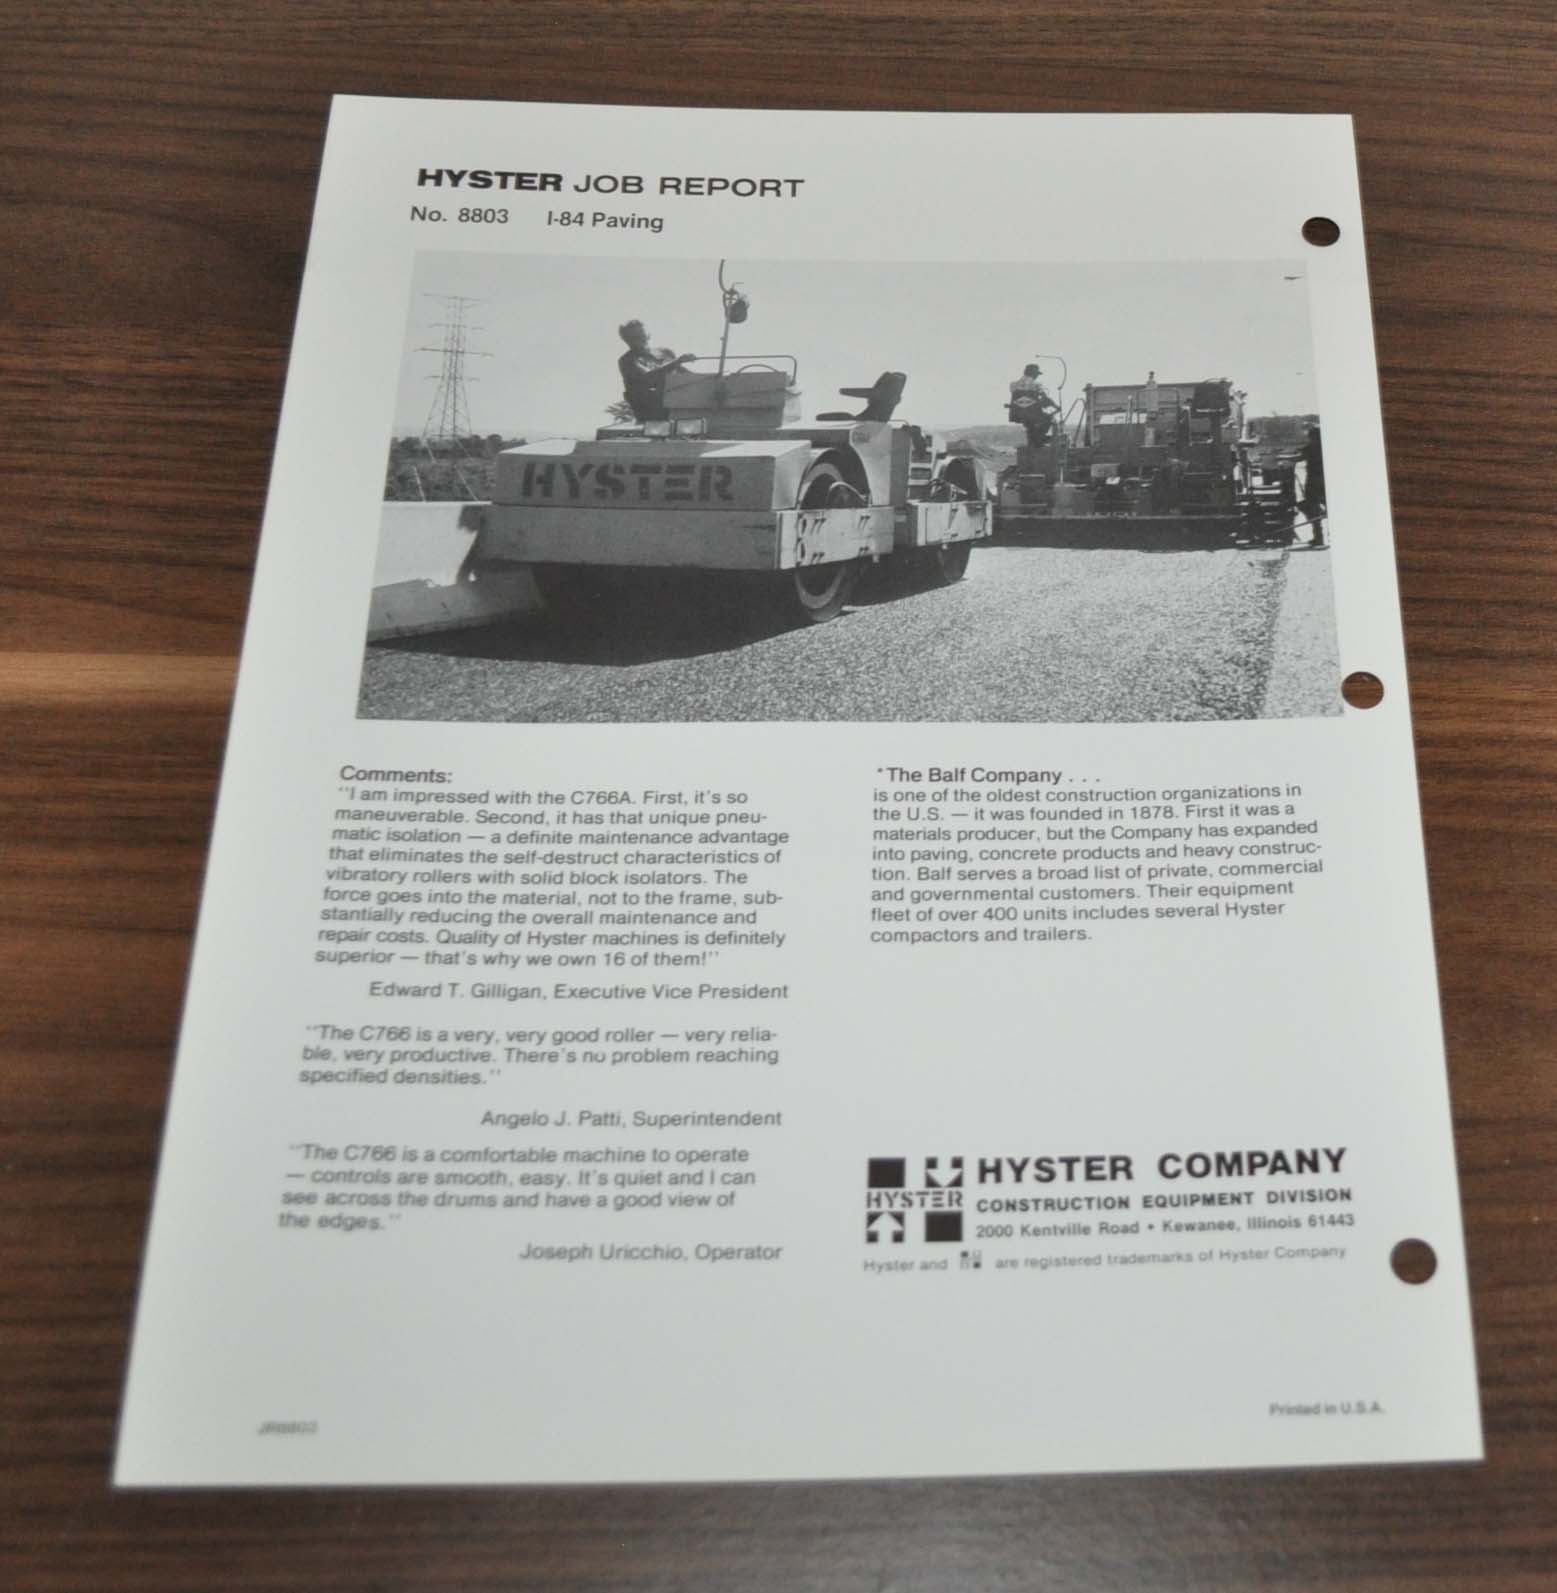 HYSTER JOB REPORT
No. 8803 I-84 Paving
HYSTER
Comments:
"I am impressed with the C766A. First, it's so
maneuverable. Second, it has that unique pneu-
matic isolation — a definite maintenance advantage
that eliminates the self-destruct characteristics of
vibratory rollers with solid block isolators. The
force goes into the material, not to the frame, sub-
stantially reducing the overall maintenance and
repair costs. Quality of Hyster machines is definitely
superior — that's why we own 16 of them!"
Edward T. Gilligan, Executive Vice President
"The C766 is a very, very good roller — very relia-
ble, very productive. There's no problem reaching
specified densities."
Angelo J. Patti, Superintendent
"The C766 is a comfortable machine to operate
— controls are smooth, easy. It's quiet and I can
see across the drums and have a good view of
the edges."
Joseph Uricchio, Operator
*The Balf Company . . .
is one of the oldest construction organizations in
the U.S. — it was founded in 1878. First it was a
materials producer, but the Company has expanded
into paving, concrete products and heavy construc-
tion. Balf serves a broad list of private, commercial
and governmental customers. Their equipment
fleet of over 400 units includes several Hyster
compactors and trailers.
HYSTER
HYSTER COMPANY
CONSTRUCTION EQUIPMENT DIVISION
2000 Kentville Road • Kewanee, Illinois 61443
Hyster and are registered trademarks of Hyster Company
JR8803
Printed in U.S.A.